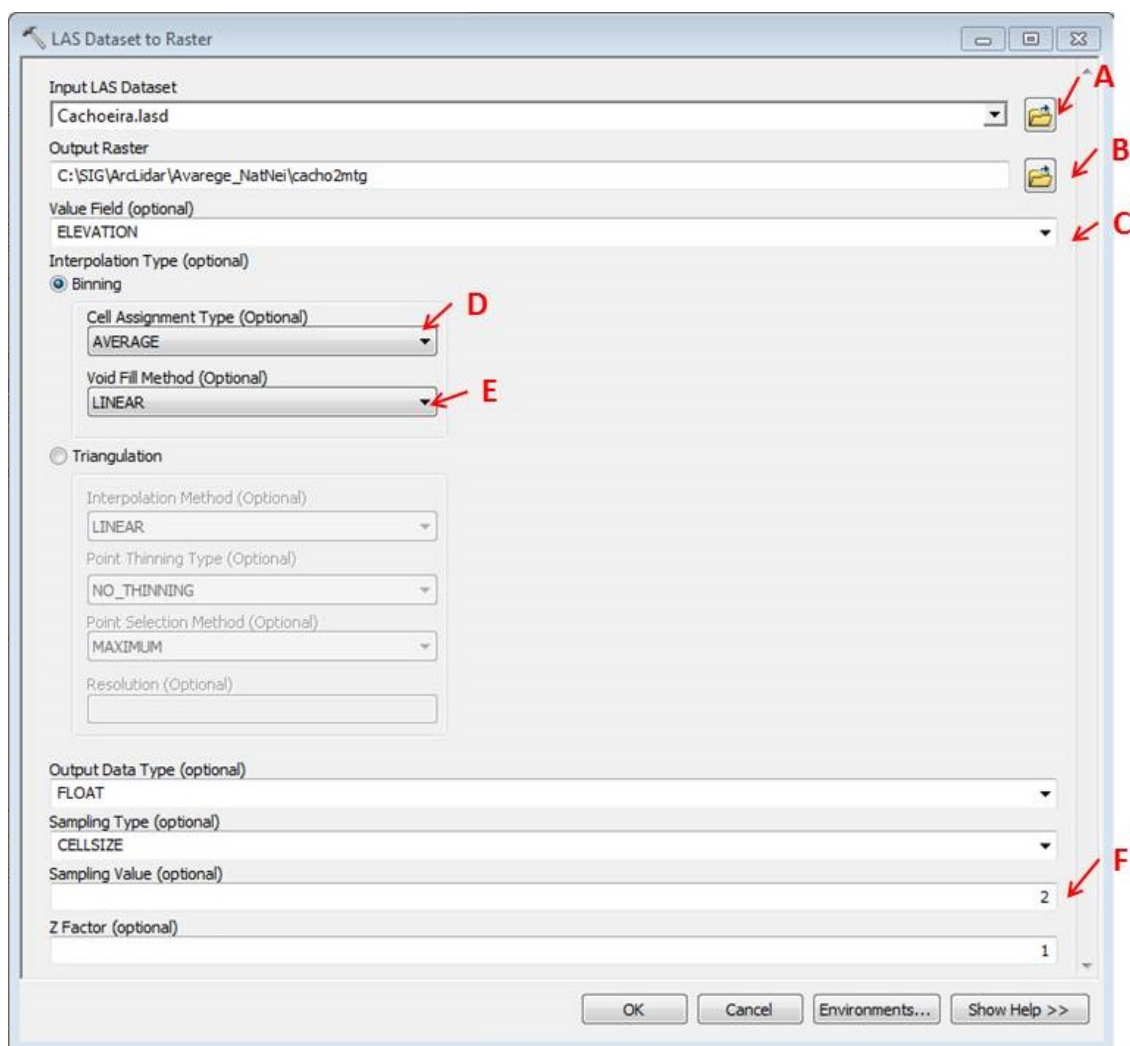 LAS Dataset to Raster
Input LAS Dataset
A
Cachoeira.lasd
Output Raster
B
C:\SIG\ArcLidar\Avarege_NatNei\cacho2mtg
Value Field (optional)
C
ELEVATION
Interpolation Type (optional)
Binning
Cell Assignment Type (Optional)
D
AVERAGE
Void Fill Method (Optional)
E
LINEAR
Triangulation
Interpolation Method (Optional)
LINEAR
Point Thinning Type (Optional)
NO_THINNING
Point Selection Method (Optional)
MAXIMUM
Resolution (Optional)
Output Data Type (optional)
FLOAT
Sampling Type (optional)
CELLSIZE
F
Sampling Value (optional)
2
Z Factor (optional)
1
OK Cancel Environments... Show Help >>